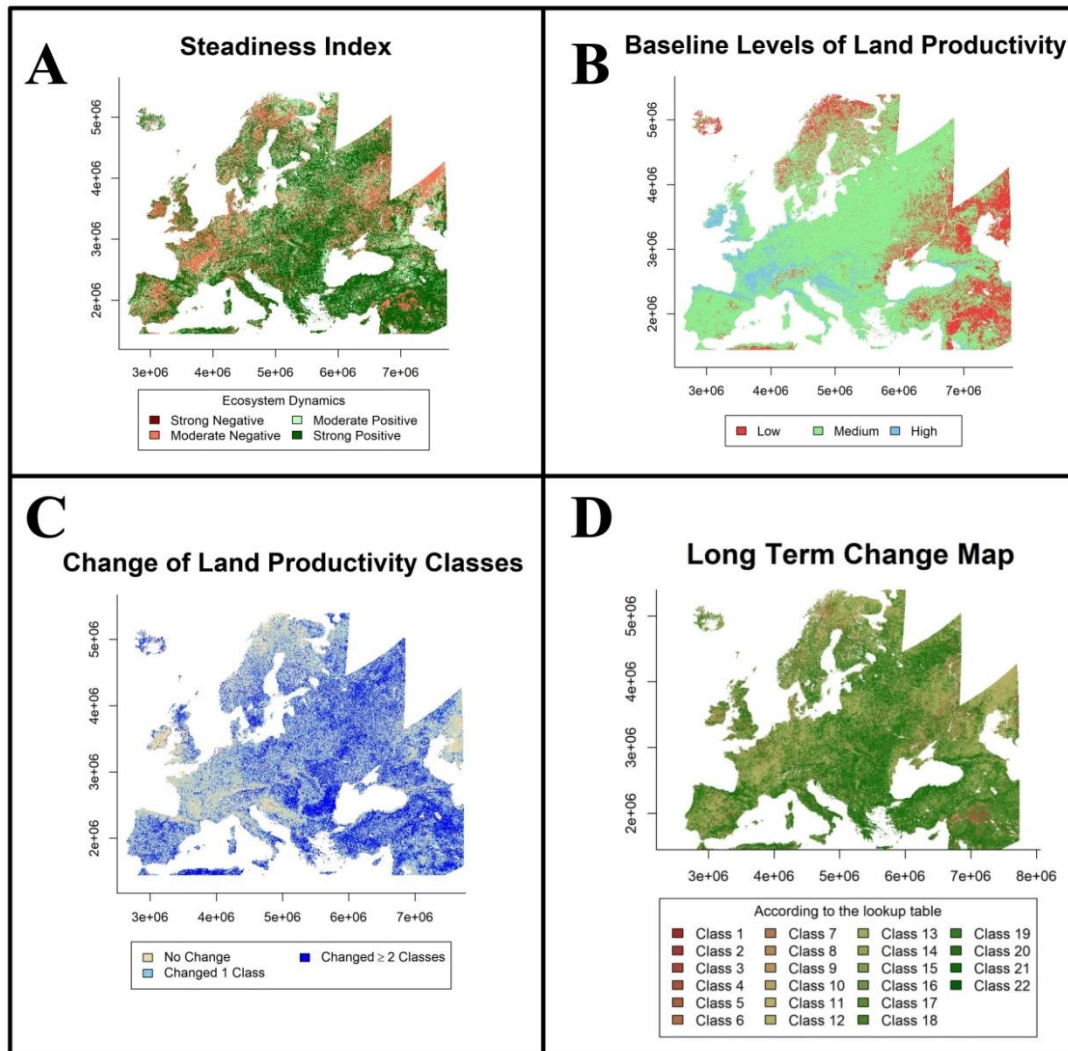 A
Steadiness Index
5e+06
4e+06
3e+06
2e+06
3e+06 4e+06 5e+06 6e+06 7e+06
Ecosystem Dynamics
Strong Negative Moderate Positive
Moderate Negative Strong Positive
B
Baseline Levels of Land Productivity
5e+06
4e+06
3e+06
2e+06
3e+06 4e+06 5e+06 6e+06 7e+06
Low Medium High
C
Change of Land Productivity Classes
5e+06
4e+06
3e+06
2e+06
3e+06 4e+06 5e+06 6e+06 7e+06
No Change Changed ≥ 2 Classes
Changed 1 Class
D
Long Term Change Map
5e+06
4e+06
3e+06
2e+06
3e+06 4e+06 5e+06 6e+06 7e+06 8e+06
According to the lookup table
Class 1 Class 7 Class 13 Class 19
Class 2 Class 8 Class 14 Class 20
Class 3 Class 9 Class 15 Class 21
Class 4 Class 10 Class 16 Class 22
Class 5 Class 11 Class 17
Class 6 Class 12 Class 18